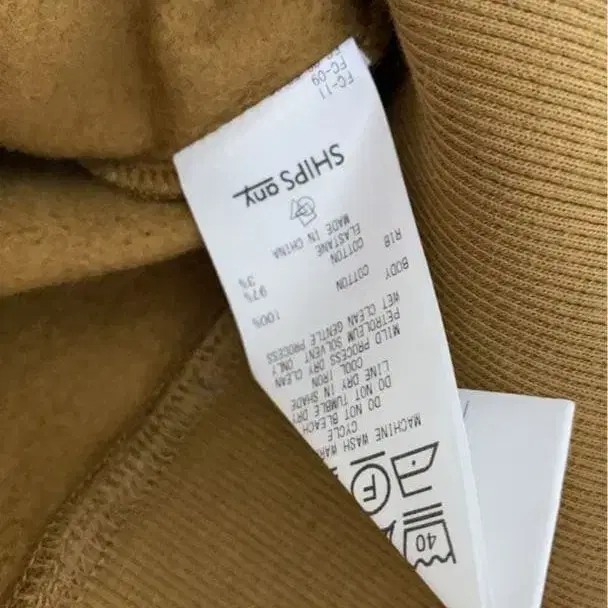 40
F
MACHINE WASH
CYCLE
DO NOT BLEACH
DO NOT TUMBLE DRY
LINE DRY IN SHADE
COOL IRON
MILD PROCESS DRY CLEAN
PETROLEUM SOLVENT ONLY
WET CLEAN GENTLE PROCESS
BODY COTTON 100%
RIB COTTON 97%
ELASTANE 3%
MADE IN CHINA
SHIPS any
FC-11
FC-09